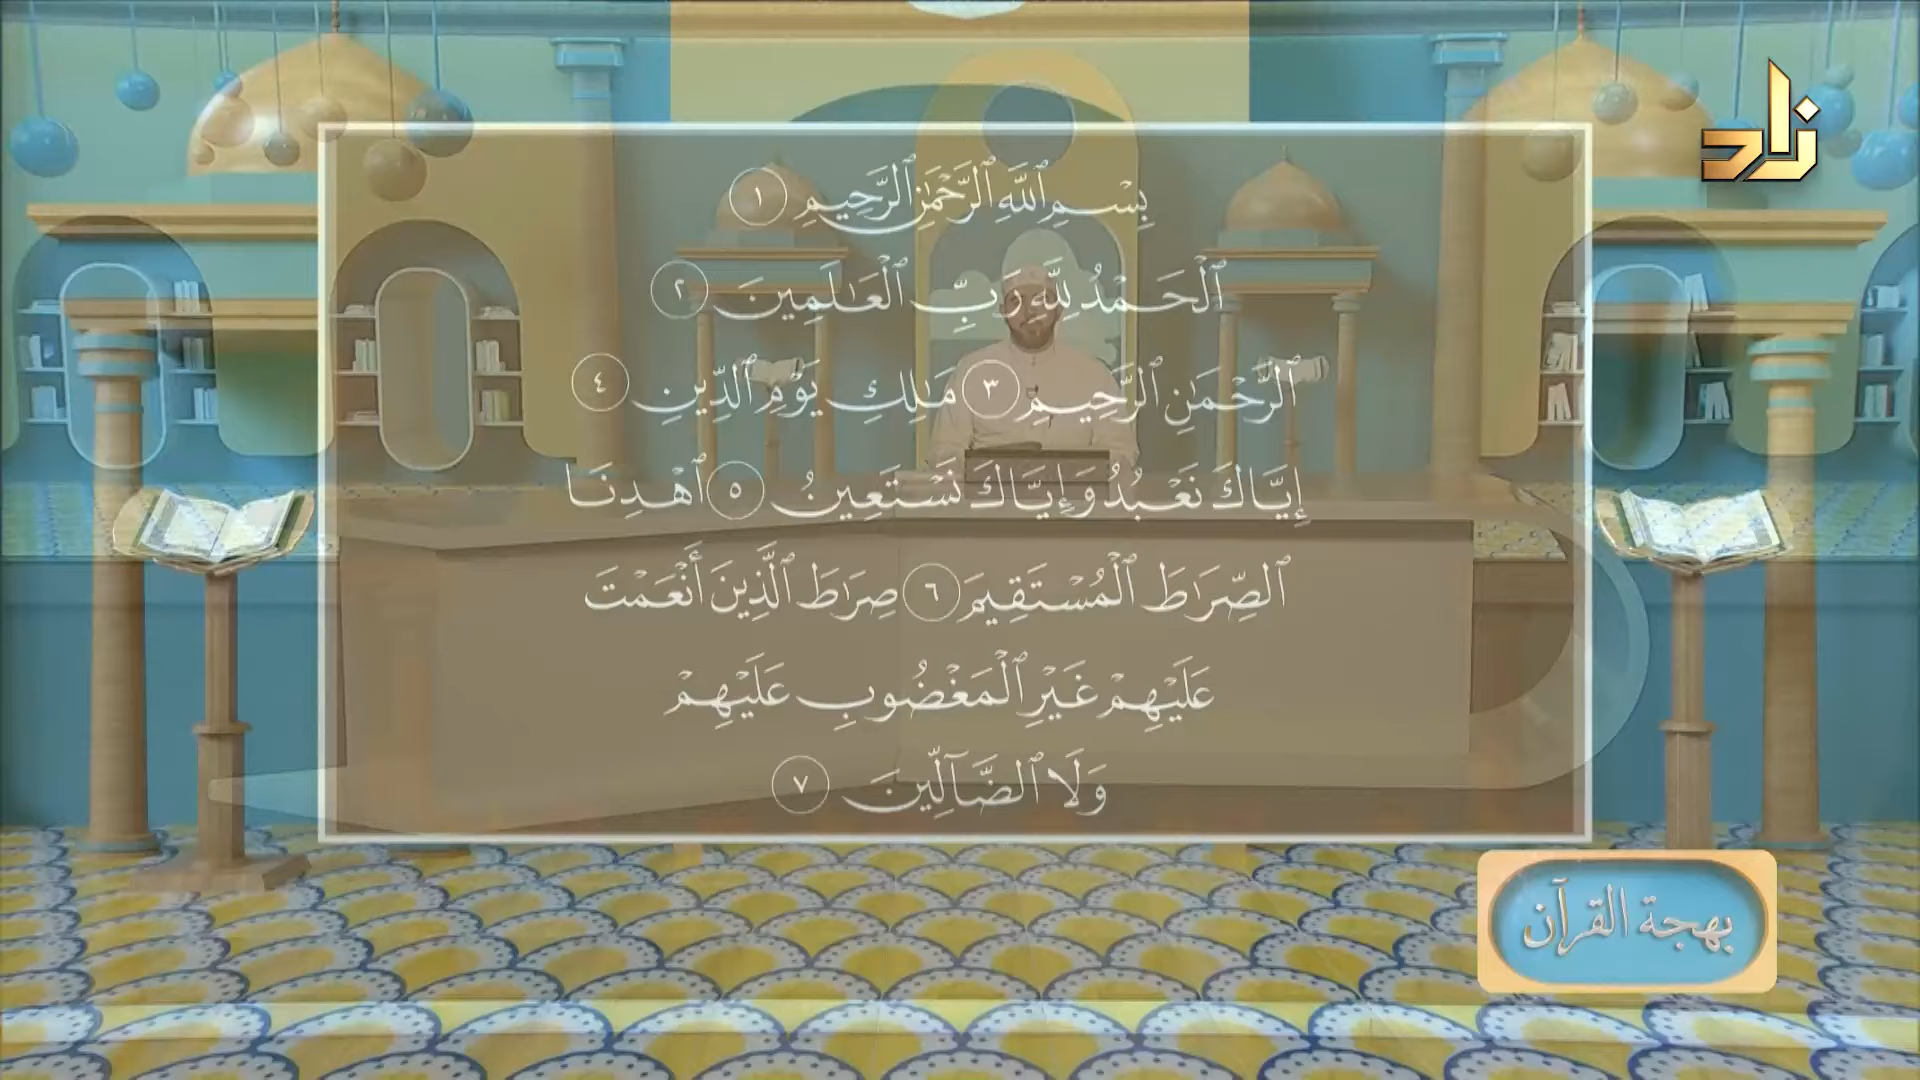 زاد
بِسْمِ ٱللَّهِ ٱلرَّحْمَٰنِ ٱلرَّحِيمِ ١
ٱلْحَمْدُ لِلَّهِ رَبِّ ٱلْعَٰلَمِينَ ٢
ٱلرَّحْمَٰنِ ٱلرَّحِيمِ ٣ مَٰلِكِ يَوْمِ ٱلدِّينِ ٤
إِيَّاكَ نَعْبُدُ وَإِيَّاكَ نَسْتَعِينُ ٥ ٱهْدِنَا
ٱلصِّرَٰطَ ٱلْمُسْتَقِيمَ ٦ صِرَٰطَ ٱلَّذِينَ أَنْعَمْتَ
عَلَيْهِمْ غَيْرِ ٱلْمَغْضُوبِ عَلَيْهِمْ
وَلَا ٱلضَّآلِّينَ ٧
بهجة القرآن